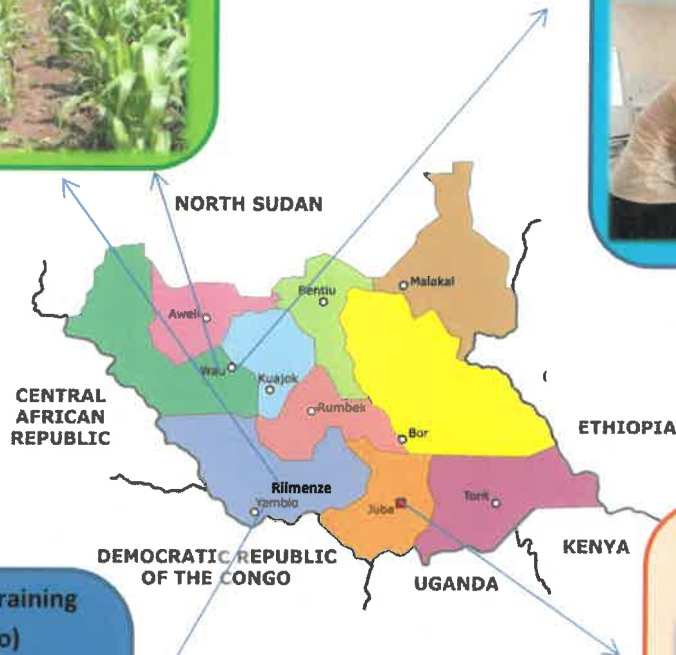 NORTH SUDAN
Malakal
Bentiu
Aweil
Wau
Kuajok
CENTRAL
AFRICAN
REPUBLIC
Rumbek
ETHIOPIA
Bor
Riimenze
Yambio
Juba
Torit
DEMOCRATIC REPUBLIC
OF THE CONGO
KENYA
UGANDA
raining
o)